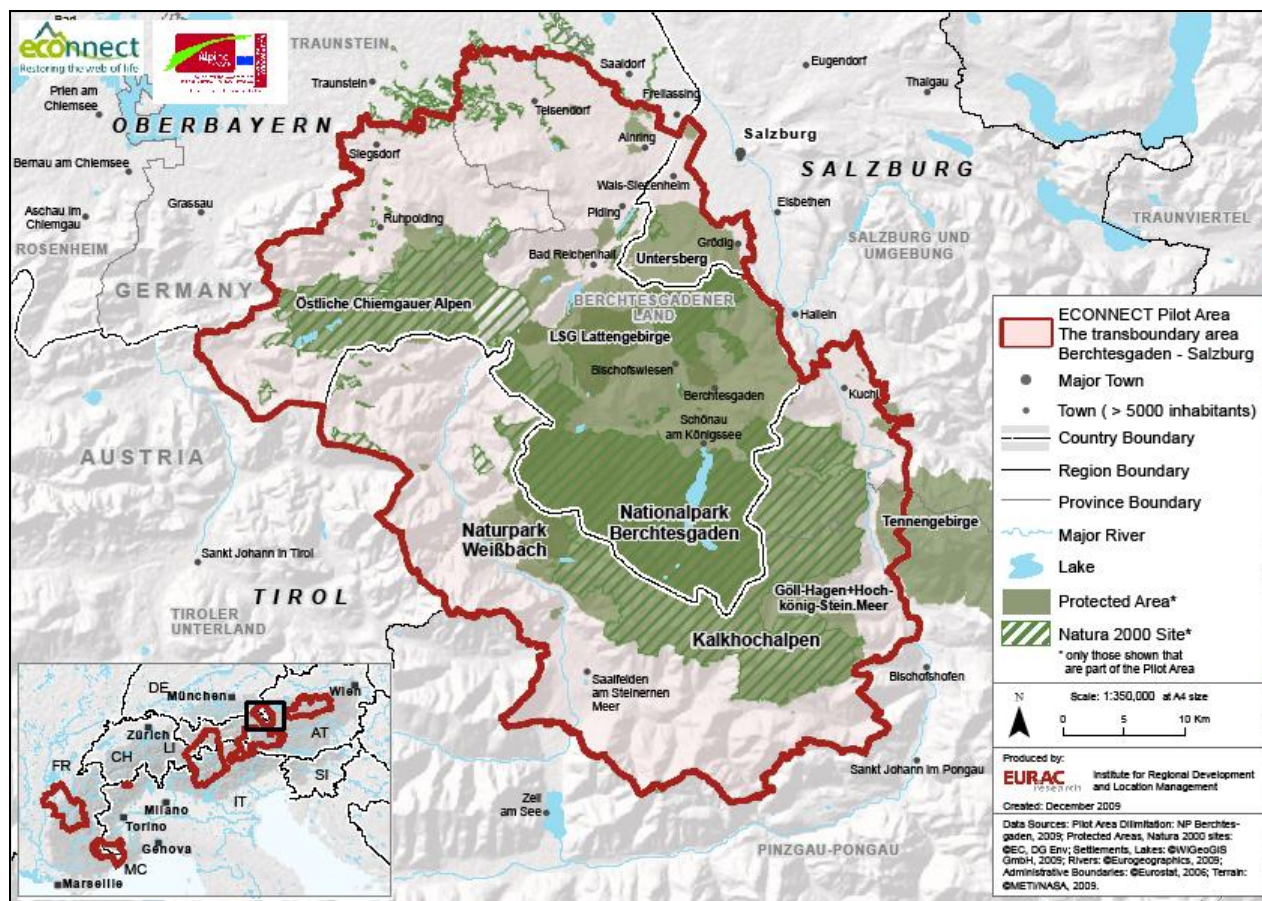 econnect
Restoring the web of life
Alpine
TRAUNSTEIN
Saaldorf
Eugendorf
Thalgau
Traunstein
Freilassing
Prien am
Chiemsee
Teisendorf
OBERBAYERN
Ainring
Salzburg
Siegsdorf
SALZBURG
Bernau am Chiemsee
Wals-Siezenheim
Grassau
Aschau im
Chiemgau
Piding
Elsbethen
Ruhpolding
TRAUNVIERTEL
ROSENHEIM
Grödig
SALZBURG UND
UMGEBUNG
Bad Reichenhall
Untersberg
GERMANY
Östliche Chiemgauer Alpen
BERCHTESGADENER
LAND
Hallein
LSG Lattengebirge
Bischofswiesen
Berchtesgaden
Kuchl
Schönau
am Königssee
AUSTRIA
Nationalpark
Berchtesgaden
Tennengebirge
Naturpark
Weißbach
Sankt Johann in Tirol
TIROL
Göll-Hagen+Hoch-
könig-Stein.Meer
TIROLER
UNTERLAND
Kalkhochalpen
Saalfelden
am Steinernen
Meer
Bischofshofen
Sankt Johann im Pongau
Zell
am See
PINZGAU-PONGAU
DE
München
Wien
Zürich
LI
AT
CH
FR
SI
Milano
IT
Torino
Genova
MC
Marseille
ECONNECT Pilot Area
The transboundary area
Berchtesgaden - Salzburg
Major Town
Town ( > 5000 inhabitants)
Country Boundary
Region Boundary
Province Boundary
Major River
Lake
Protected Area*
Natura 2000 Site*
* only those shown that
are part of the Pilot Area
N
Scale: 1:350,000 at A4 size
0 5 10 Km
Produced by:
EURAC
research
Institute for Regional Development
and Location Management
Created: December 2009
Data Sources: Pilot Area Dilimitation: NP Berchtes-
gaden, 2009; Protected Areas, Natura 2000 sites:
©EC, DG Env; Settlements, Lakes: ©WIGeoGIS
GmbH, 2009; Rivers: ©Eurogeographics, 2009;
Administrative Boundaries: ©Eurostat, 2006; Terrain:
©METI/NASA, 2009.